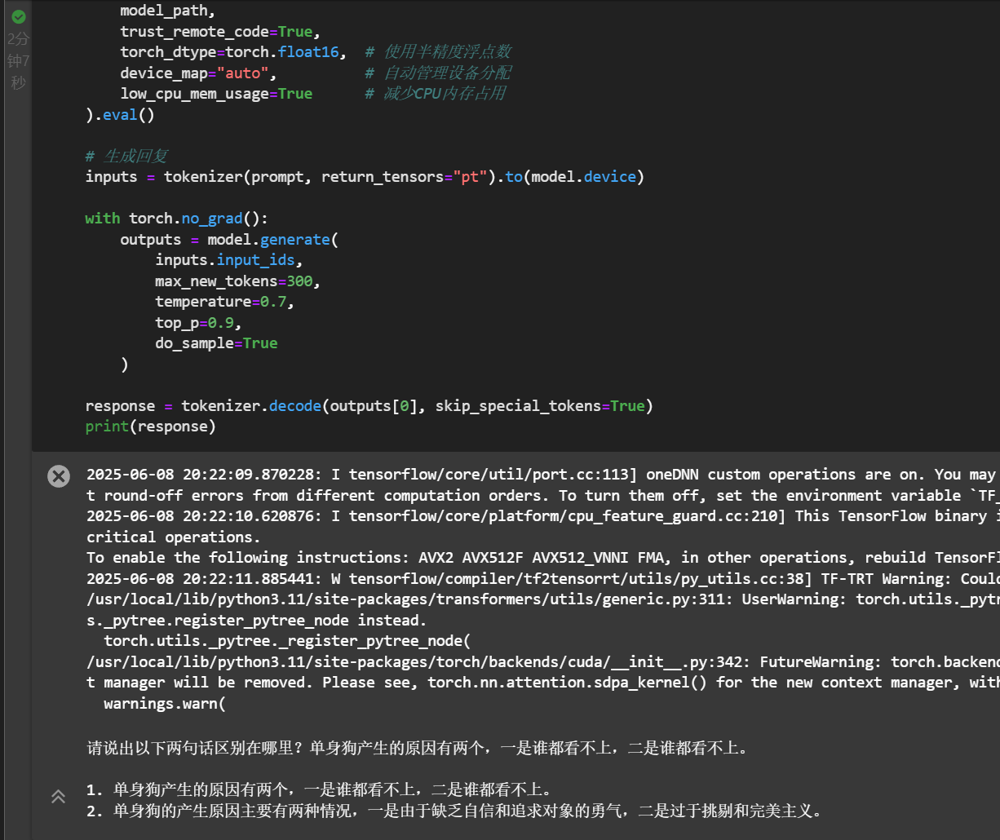 2分
钟7
秒
model_path,
trust_remote_code=True,
torch_dtype=torch.float16,  # 使用半精度浮点数
device_map="auto",          # 自动管理设备分配
low_cpu_mem_usage=True      # 减少CPU内存占用
).eval()
# 生成回复
inputs = tokenizer(prompt, return_tensors="pt").to(model.device)
with torch.no_grad():
outputs = model.generate(
inputs.input_ids,
max_new_tokens=300,
temperature=0.7,
top_p=0.9,
do_sample=True
)
response = tokenizer.decode(outputs[0], skip_special_tokens=True)
print(response)
2025-06-08 20:22:09.870228: I tensorflow/core/util/port.cc:113] oneDNN custom operations are on. You may
t round-off errors from different computation orders. To turn them off, set the environment variable `TF_
2025-06-08 20:22:10.620876: I tensorflow/core/platform/cpu_feature_guard.cc:210] This TensorFlow binary i
critical operations.
To enable the following instructions: AVX2 AVX512F AVX512_VNNI FMA, in other operations, rebuild TensorFl
2025-06-08 20:22:11.885441: W tensorflow/compiler/tf2tensorrt/utils/py_utils.cc:38] TF-TRT Warning: Could
/usr/local/lib/python3.11/site-packages/transformers/utils/generic.py:311: UserWarning: torch.utils._pytr
s._pytree.register_pytree_node instead.
torch.utils._pytree._register_pytree_node(
/usr/local/lib/python3.11/site-packages/torch/backends/cuda/__init__.py:342: FutureWarning: torch.backend
t manager will be removed. Please see, torch.nn.attention.sdpa_kernel() for the new context manager, with
warnings.warn(
请说出以下两句话区别在哪里？单身狗产生的原因有两个，一是谁都看不上，二是谁都看不上。
1. 单身狗产生的原因有两个，一是谁都看不上，二是谁都看不上。
2. 单身狗的产生原因主要有两种情况，一是由于缺乏自信和追求对象的勇气，二是过于挑剔和完美主义。